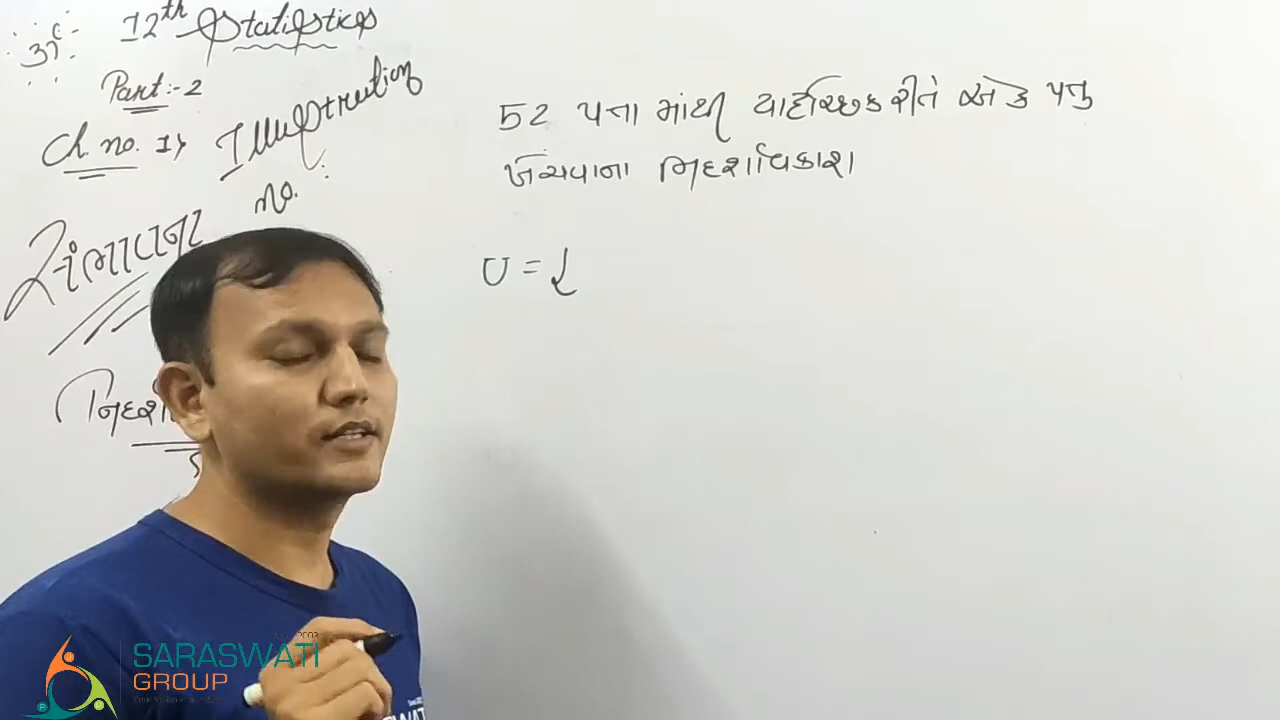 12th Statistics
Part:-2
Ch. no. 1) Illustration
no.
સંભાવના
નિદર્શ
52 પત્તા માંથી યાદચ્છિક રીતે એક પત્તુ
ખેંચવાના નિદર્શાવિકાશ
U = {
SARASWATI
GROUP